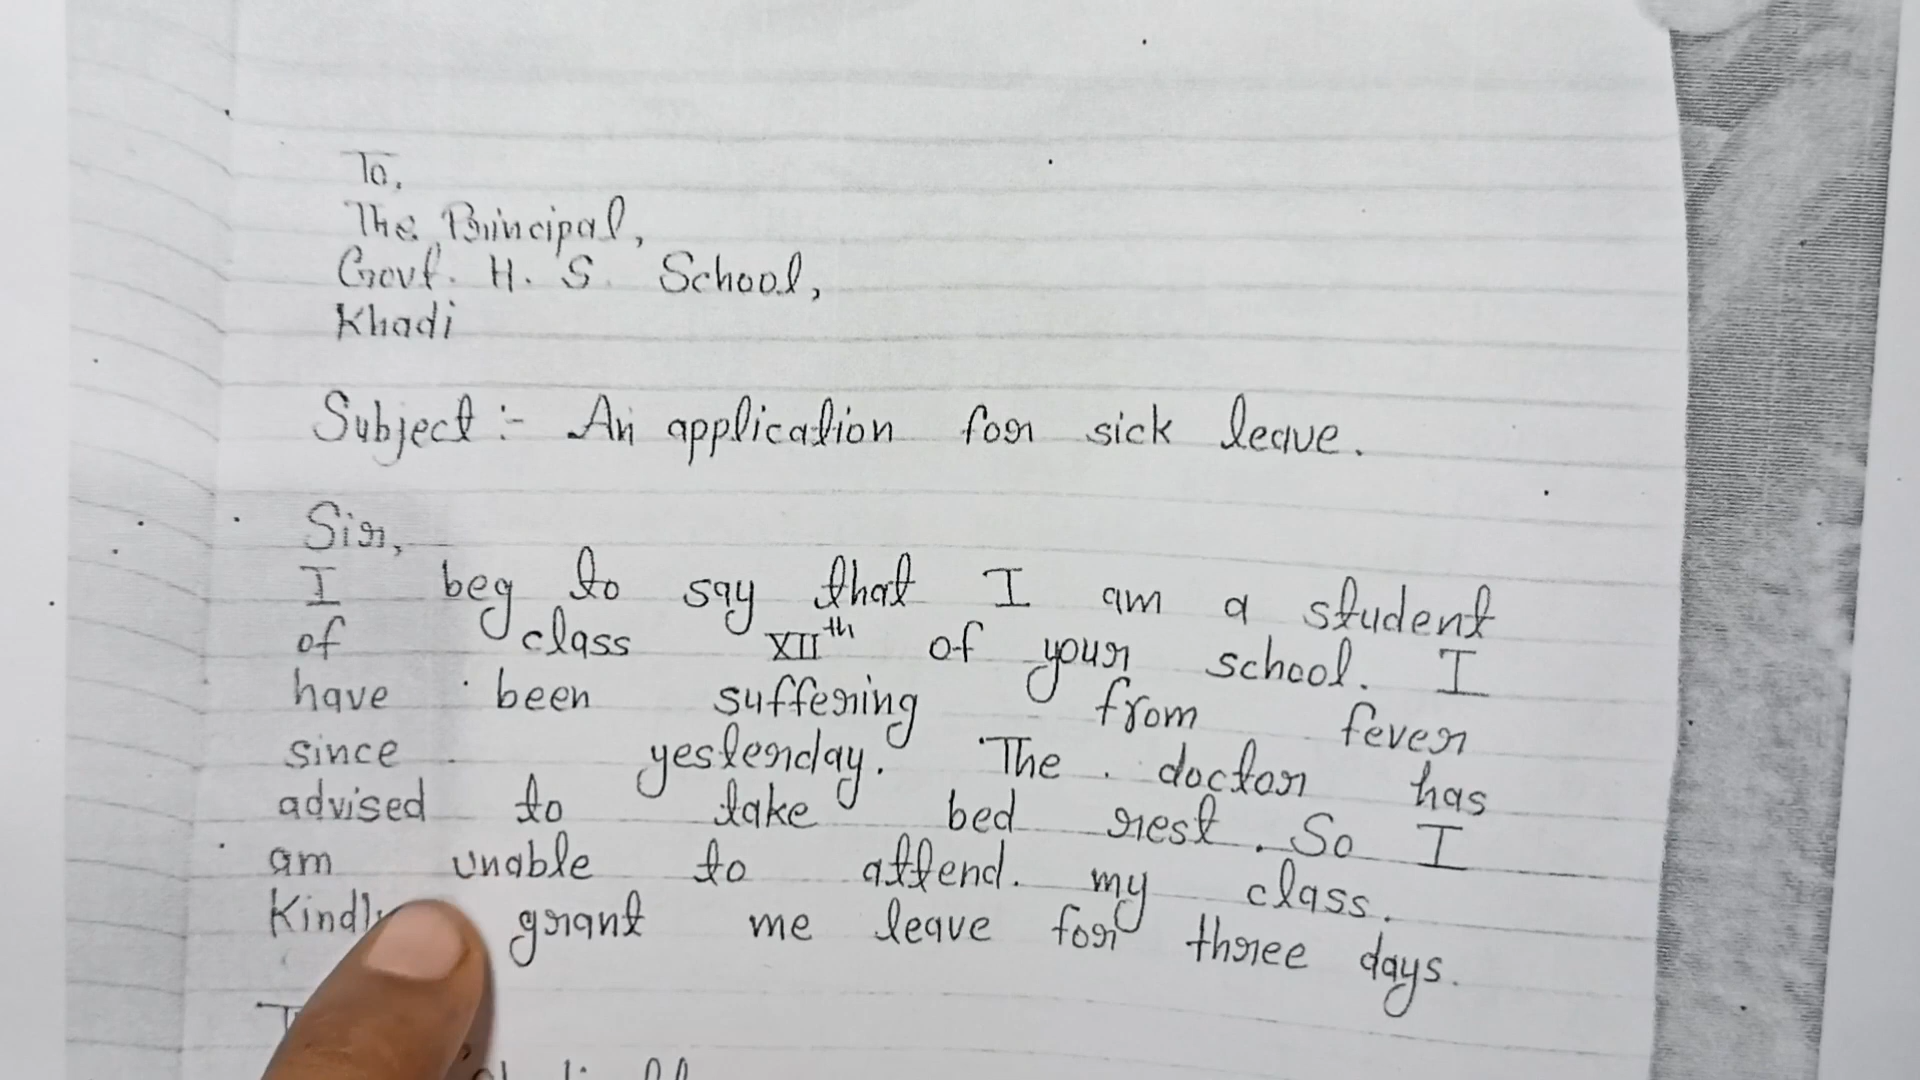 To,
The Principal,
Govt. H. S. School,
Khadi
Subject :- An application for sick leave.
Sir,
I beg to say that I am a student
of class XIIth of your school. I
have been suffering from fever
since yesterday. The doctor has
advised to take bed rest. So I
am unable to attend. my class.
Kindly grant me leave for three days.